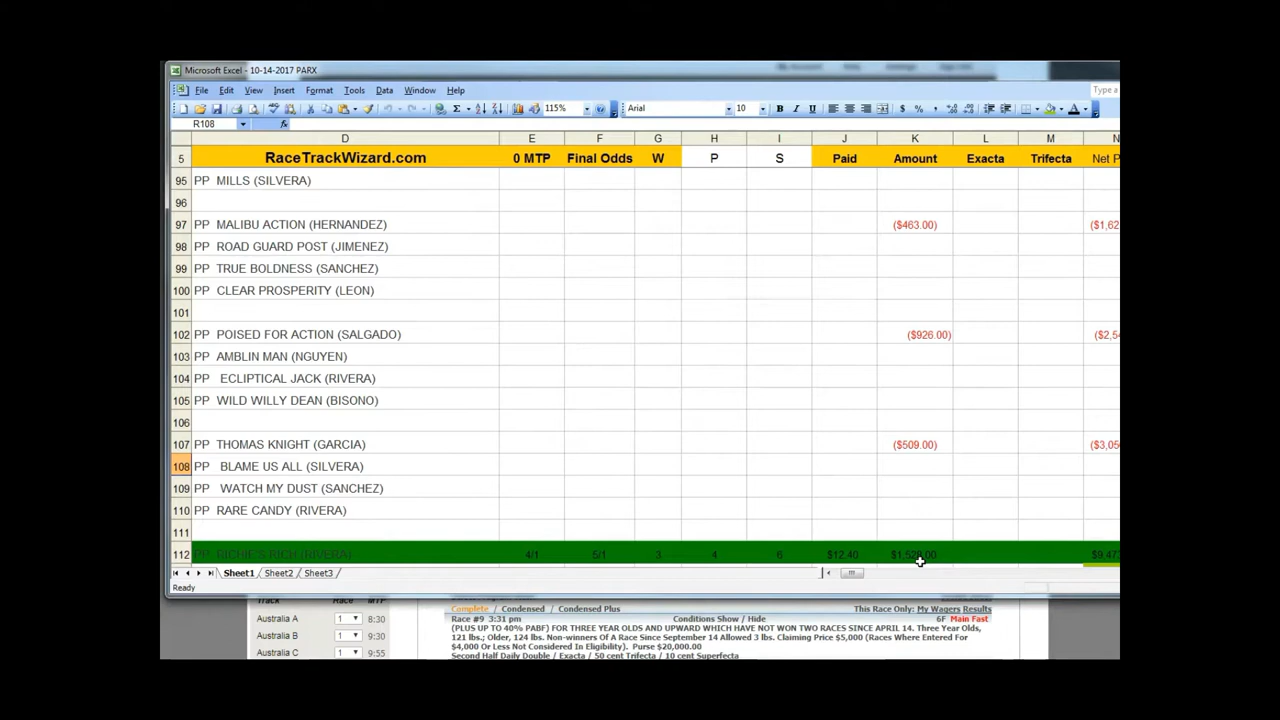 Microsoft Excel - 10-14-2017 PARX
File Edit View Insert Format Tools Data Window Help Type a
115% Arial 10 B I U $ %
R108 fx
D E F G H I J K L M N
5 RaceTrackWizard.com 0 MTP Final Odds W P S Paid Amount Exacta Trifecta Net P
95 PP MILLS (SILVERA)
96
97 PP MALIBU ACTION (HERNANDEZ) ($463.00) ($1,62
98 PP ROAD GUARD POST (JIMENEZ)
99 PP TRUE BOLDNESS (SANCHEZ)
100 PP CLEAR PROSPERITY (LEON)
101
102 PP POISED FOR ACTION (SALGADO) ($926.00) ($2,54
103 PP AMBLIN MAN (NGUYEN)
104 PP ECLIPTICAL JACK (RIVERA)
105 PP WILD WILLY DEAN (BISONO)
106
107 PP THOMAS KNIGHT (GARCIA) ($509.00) ($3,05
108 PP BLAME US ALL (SILVERA)
109 PP WATCH MY DUST (SANCHEZ)
110 PP RARE CANDY (RIVERA)
111
112 PP RICHIE'S RICH (RIVERA) 4/1 5/1 3 4 6 $12.40 $9,473
Sheet1 Sheet2 Sheet3
Ready
Track Race MTP
Australia A 1 8:30
Australia B 1 9:30
Australia C 1 9:55
Complete / Condensed / Condensed Plus This Race Only: My Wagers Results
Race #9 3:31 pm Conditions Show / Hide 6F Main Fast
(PLUS UP TO 40% PABF) FOR THREE YEAR OLDS AND UPWARD WHICH HAVE NOT WON TWO RACES SINCE APRIL 14. Three Year Olds,
121 lbs.; Older, 124 lbs. Non-winners Of A Race Since September 14 Allowed 3 lbs. Claiming Price $5,000 (Races Where Entered For
$4,000 Or Less Not Considered In Eligibility). Purse $20,000.00
Second Half Daily Double / Exacta / 50 cent Trifecta / 10 cent Superfecta